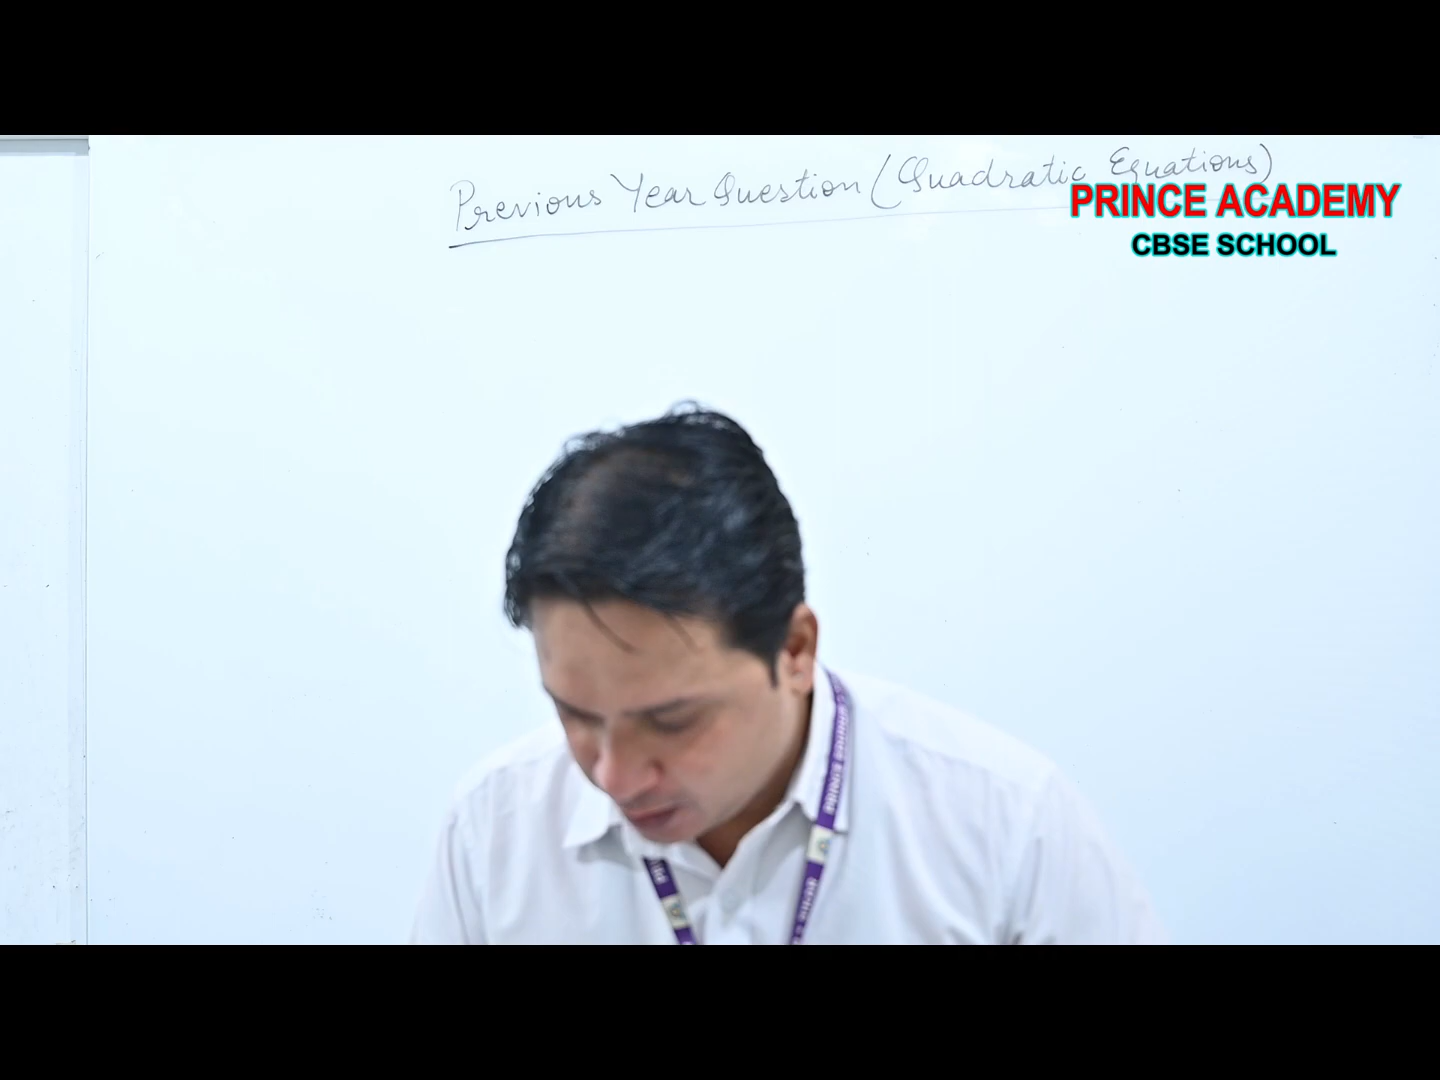 Previous Year Question (Quadratic Equations)
PRINCE ACADEMY
CBSE SCHOOL